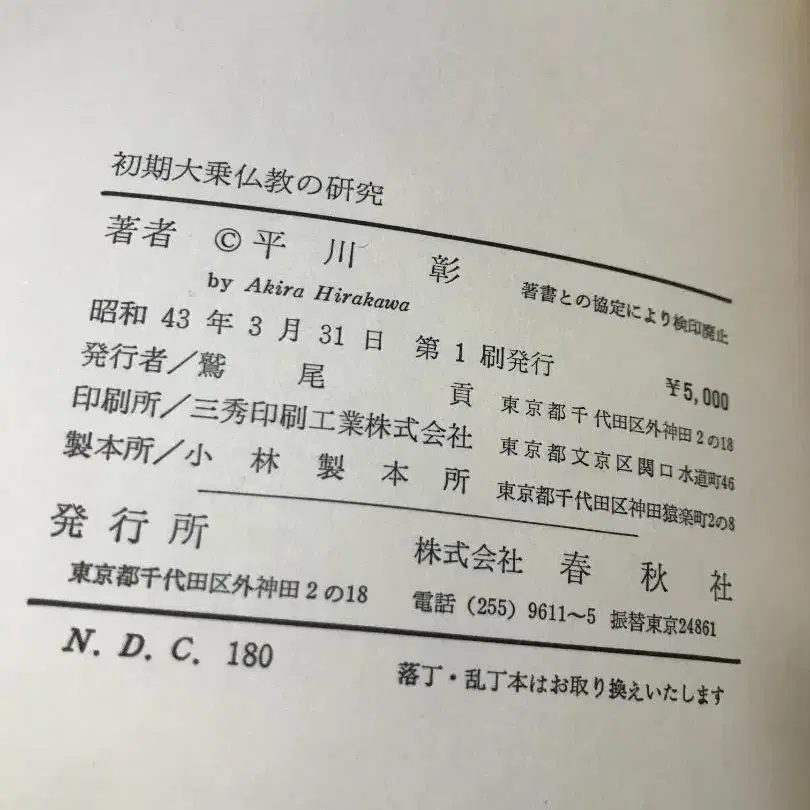 初期大乗仏教の研究
著者 ©平川 彰 著書との協定により検印廃止
by Akira Hirakawa
昭和43年3月31日 第1刷発行 ¥5,000
発行者/鷲尾 貢 東京都千代田区外神田2の18
印刷所/三秀印刷工業株式会社 東京都文京区関口水道町46
製本所/小林製本所 東京都千代田区神田猿楽町2の8
発行所 株式会社 春秋社
東京都千代田区外神田2の18 電話(255)9611〜5 振替東京24861
N. D. C. 180 落丁・乱丁本はお取り換えいたします